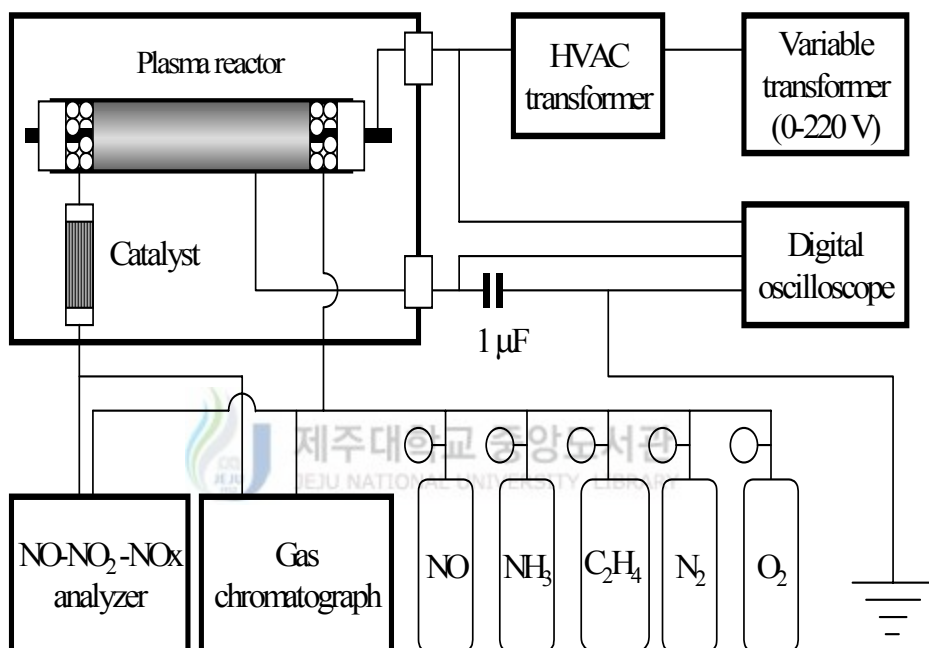 Plasma reactor
HVAC
transformer
Variable
transformer
(0-220 V)
Catalyst
Digital
oscilloscope
1 μF
제주대학교 중앙도서관
JEJU NATIONAL UNIVERSITY LIBRARY
JEJU
NO-NO₂-NOx
analyzer
Gas
chromatograph
NO
NH₃
C₂H₄
N₂
O₂